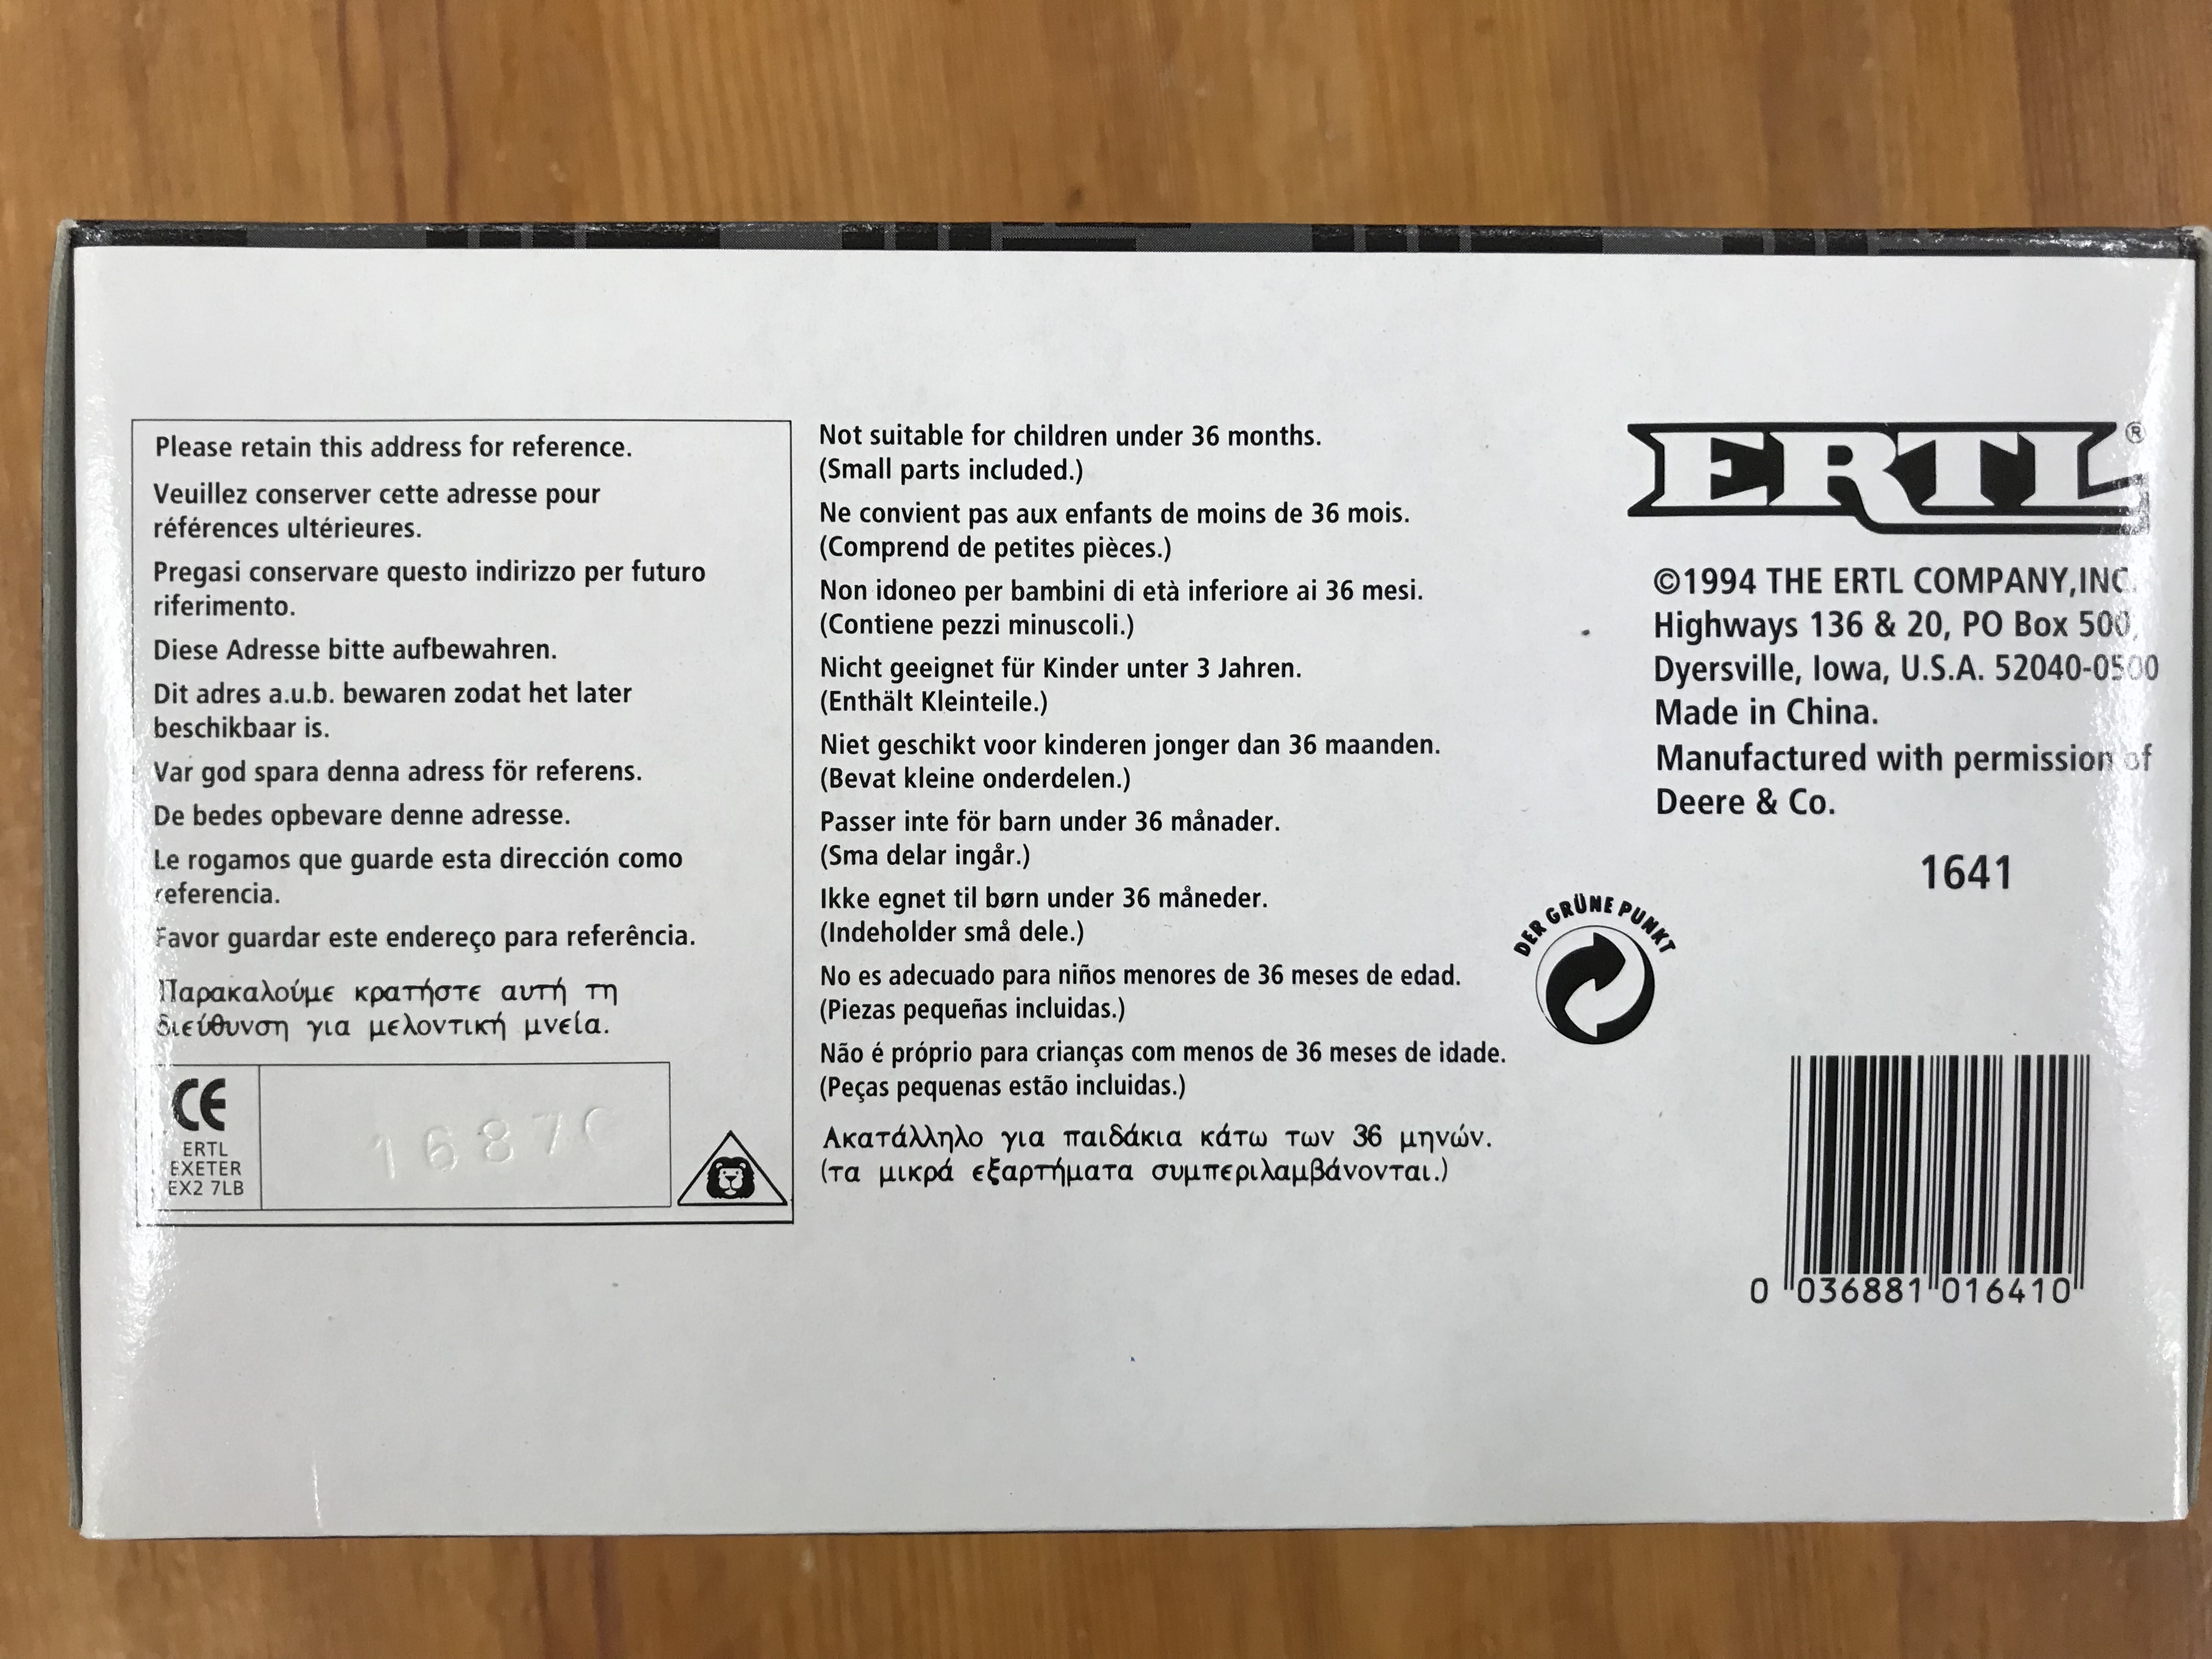 Please retain this address for reference.
Veuillez conserver cette adresse pour
références ultérieures.
Pregasi conservare questo indirizzo per futuro
riferimento.
Diese Adresse bitte aufbewahren.
Dit adres a.u.b. bewaren zodat het later
beschikbaar is.
Var god spara denna adress för referens.
De bedes opbevare denne adresse.
Le rogamos que guarde esta dirección como
referencia.
Favor guardar este endereço para referência.
Παρακαλούμε κρατήστε αυτή τη
διεύθυνση για μελοντική μνεία.
CE
ERTL
EXETER
EX2 7LB
Not suitable for children under 36 months.
(Small parts included.)
Ne convient pas aux enfants de moins de 36 mois.
(Comprend de petites pièces.)
Non idoneo per bambini di età inferiore ai 36 mesi.
(Contiene pezzi minuscoli.)
Nicht geeignet für Kinder unter 3 Jahren.
(Enthält Kleinteile.)
Niet geschikt voor kinderen jonger dan 36 maanden.
(Bevat kleine onderdelen.)
Passer inte för barn under 36 månader.
(Sma delar ingår.)
Ikke egnet til børn under 36 måneder.
(Indeholder små dele.)
No es adecuado para niños menores de 36 meses de edad.
(Piezas pequeñas incluidas.)
Não é próprio para crianças com menos de 36 meses de idade.
(Peças pequenas estão incluidas.)
Ακατάλληλο για παιδάκια κάτω των 36 μηνών.
(τα μικρά εξαρτήματα συμπεριλαμβάνονται.)
ERTL®
©1994 THE ERTL COMPANY,INC.
Highways 136 & 20, PO Box 500,
Dyersville, Iowa, U.S.A. 52040-0500
Made in China.
Manufactured with permission of
Deere & Co.
1641
DER GRÜNE PUNKT
0 036881 016410